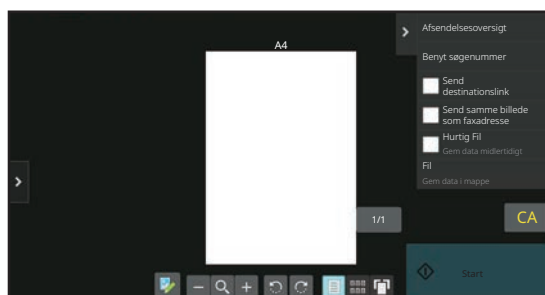 A4
Afsendelsesoversigt
Benyt søgenummer
Send
destinationslink
Send samme billede
som faxadresse
Hurtig Fil
Gem data midlertidigt
Fil
Gem data i mappe
1/1
CA
Start